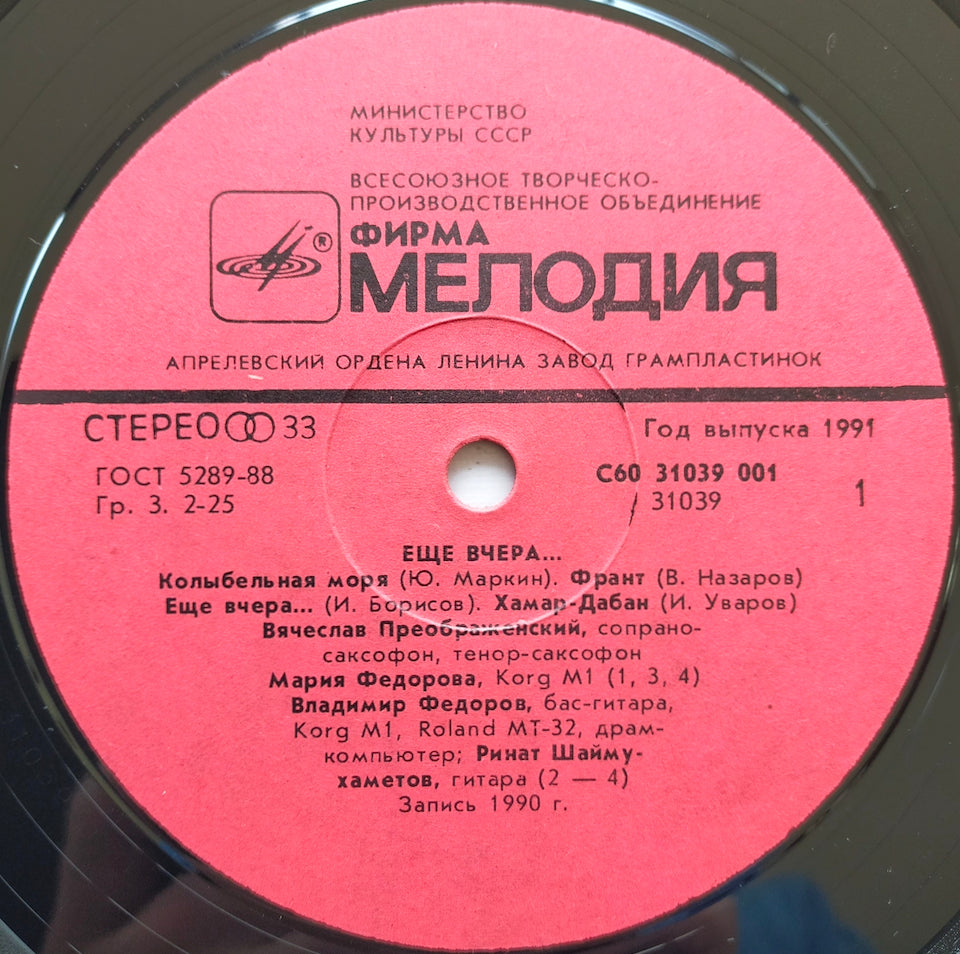 МИНИСТЕРСТВО
КУЛЬТУРЫ СССР
ВСЕСОЮЗНОЕ ТВОРЧЕСКО-
ПРОИЗВОДСТВЕННОЕ ОБЪЕДИНЕНИЕ
®
ФИРМА
МЕЛОДИЯ
АПРЕЛЕВСКИЙ ОРДЕНА ЛЕНИНА ЗАВОД ГРАМПЛАСТИНОК
СТЕРЕО 33
Год выпуска 1991
ГОСТ 5289-88
Гр. 3. 2-25
С60 31039 001
31039
1
ЕЩЕ ВЧЕРА...
Колыбельная моря (Ю. Маркин). Франт (В. Назаров)
Еще вчера... (И. Борисов). Хамар-Дабан (И. Уваров)
Вячеслав Преображенский, сопрано-
саксофон, тенор-саксофон
Мария Федорова, Korg M1 (1, 3, 4)
Владимир Федоров, бас-гитара,
Korg M1, Roland MT-32, драм-
компьютер; Ринат Шайму-
хаметов, гитара (2 — 4)
Запись 1990 г.